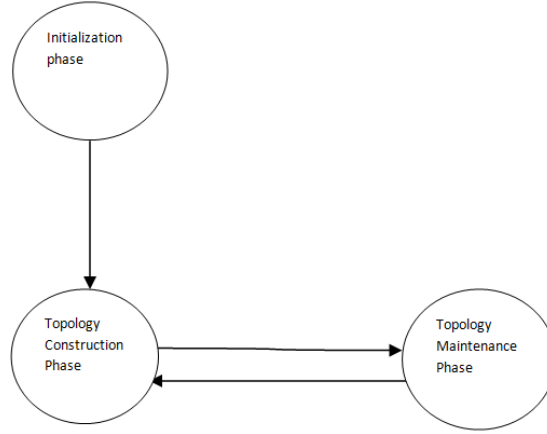 Initialization
phase
Topology
Construction
Phase
Topology
Maintenance
Phase